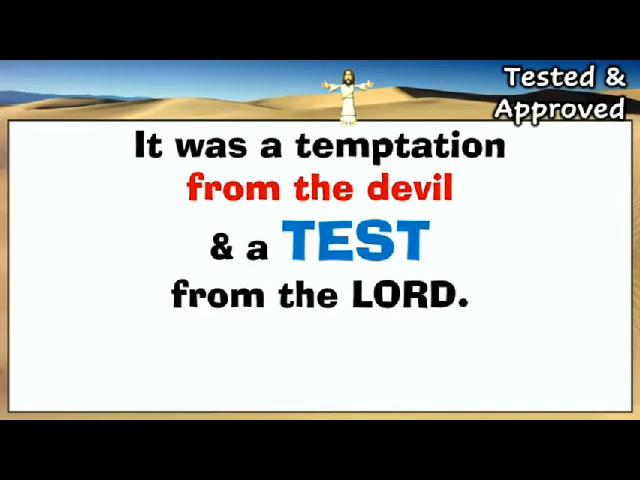 Tested &
Approved
It was a temptation
from the devil
& a TEST
from the LORD.